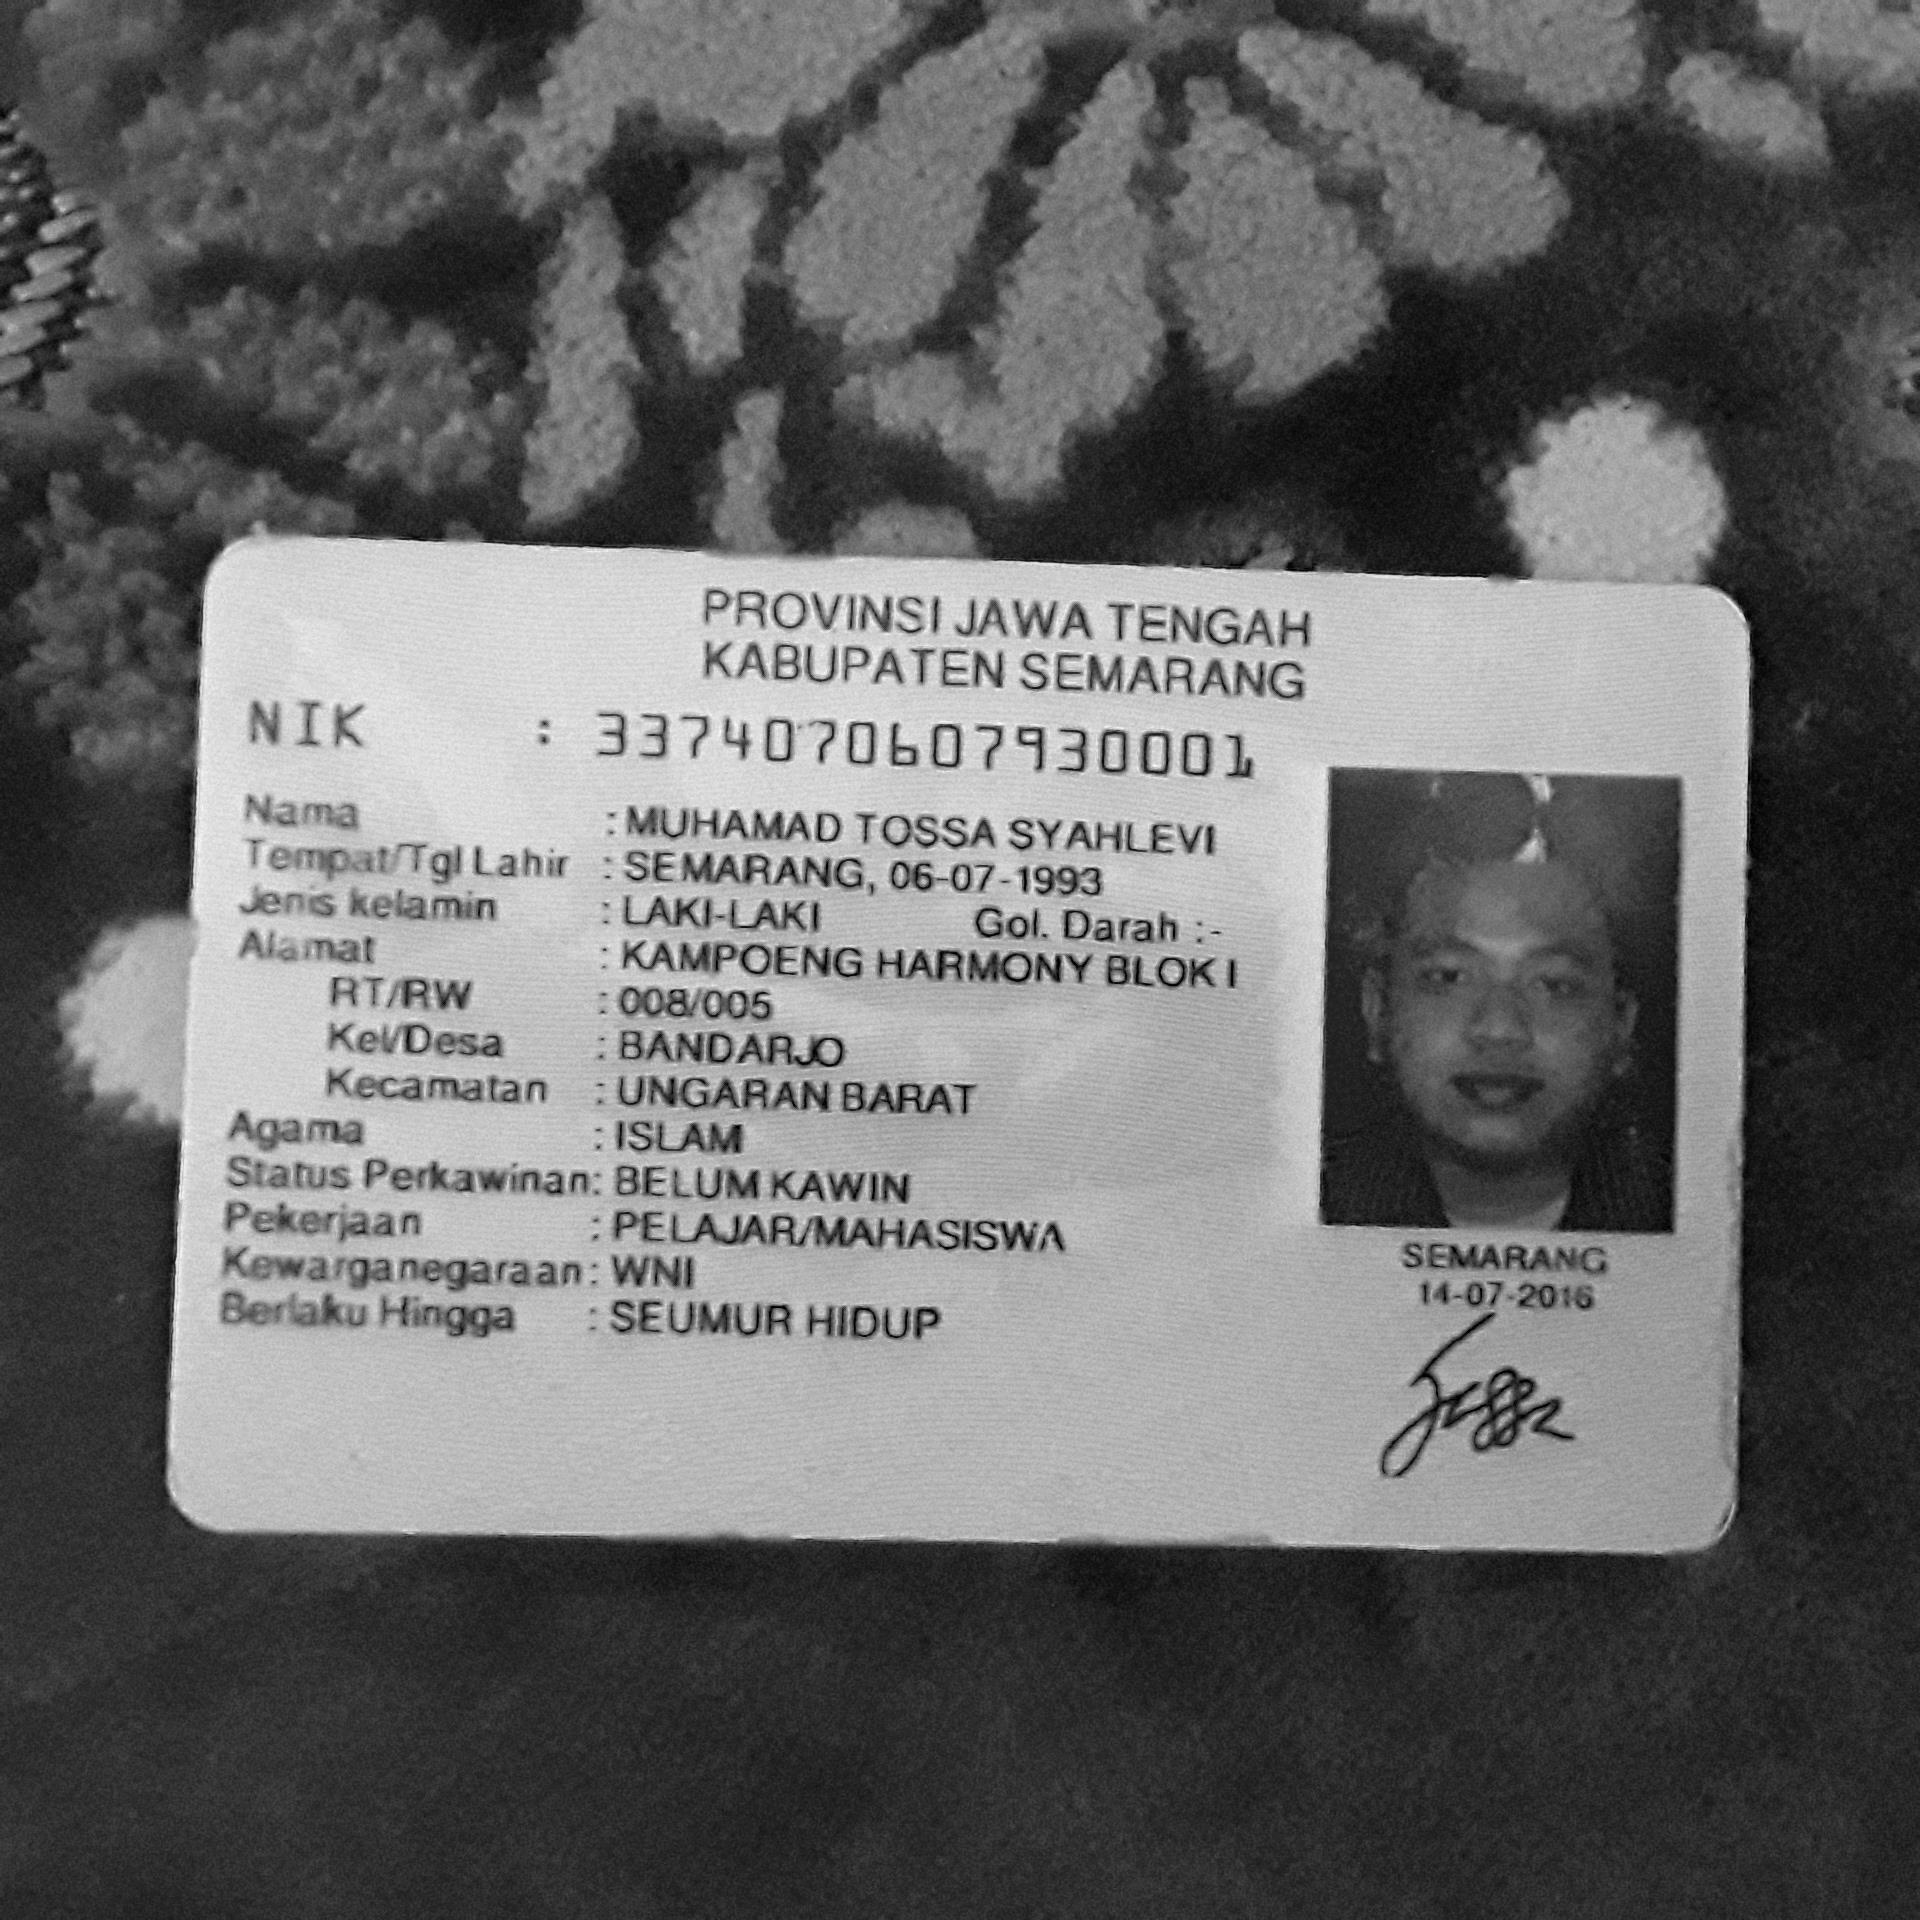 PROVINSI JAWA TENGAH
KABUPATEN SEMARANG
NIK : 3374070607930001
Nama : MUHAMAD TOSSA SYAHLEVI
Tempat/Tgl Lahir : SEMARANG, 06-07-1993
Jenis kelamin : LAKI-LAKI Gol. Darah :-
Alamat : KAMPOENG HARMONY BLOK I
RT/RW : 008/005
Kel/Desa : BANDARJO
Kecamatan : UNGARAN BARAT
Agama : ISLAM
Status Perkawinan: BELUM KAWIN
Pekerjaan : PELAJAR/MAHASISWA
Kewarganegaraan: WNI
Berlaku Hingga : SEUMUR HIDUP
SEMARANG
14-07-2016